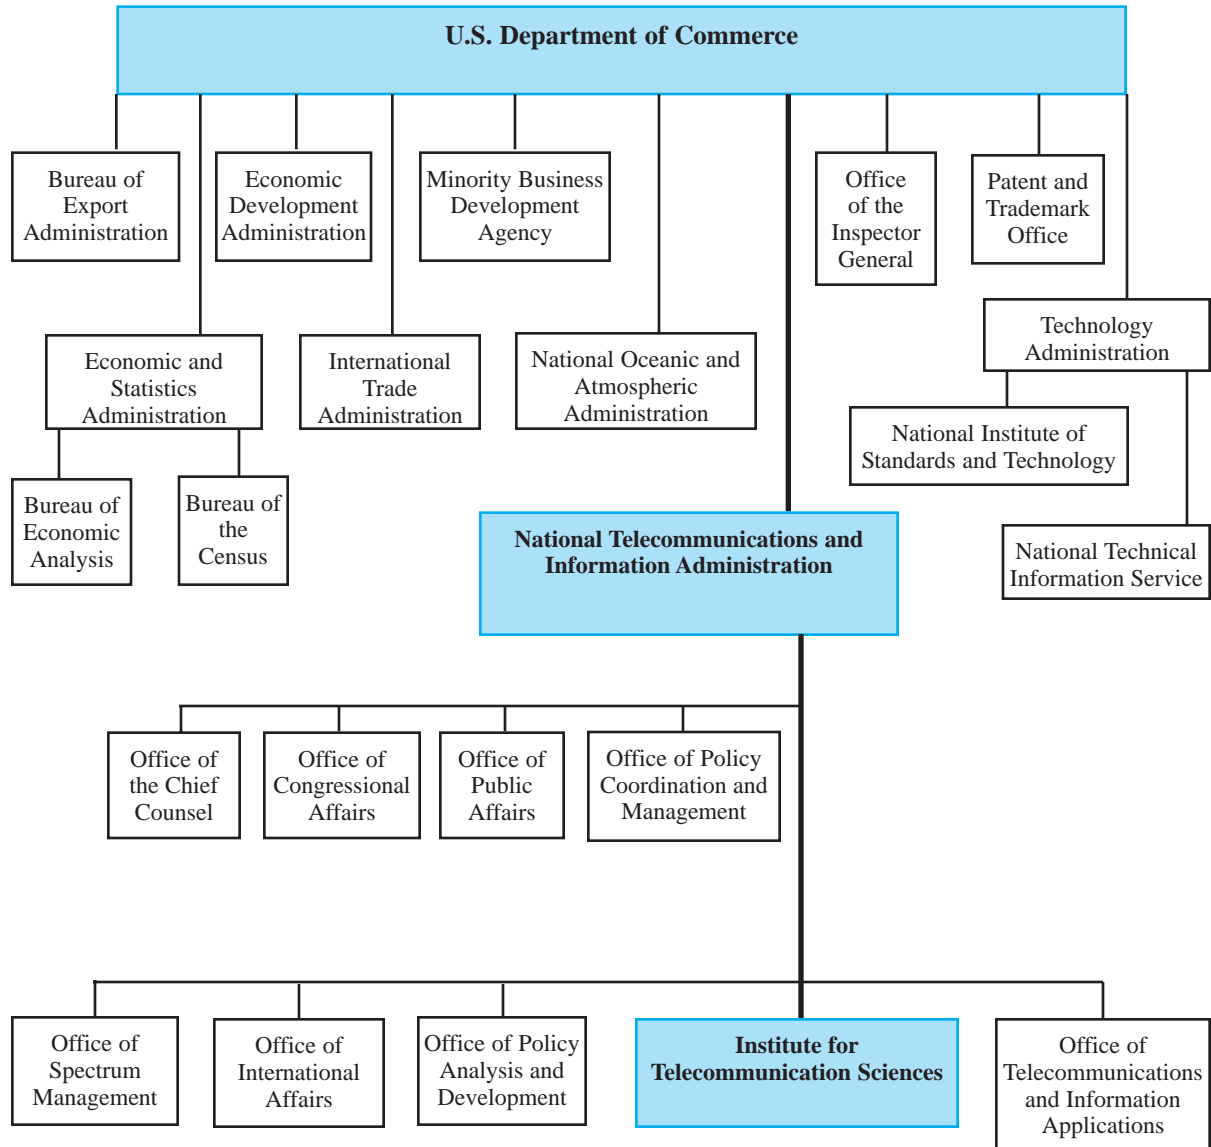 U.S. Department of Commerce
Bureau of
Export
Administration
Economic
Development
Administration
Minority Business
Development
Agency
Office
of the
Inspector
General
Patent and
Trademark
Office
Economic and
Statistics
Administration
International
Trade
Administration
National Oceanic and
Atmospheric
Administration
Technology
Administration
National Institute of
Standards and Technology
Bureau of
Economic
Analysis
Bureau of
the
Census
National Telecommunications and
Information Administration
National Technical
Information Service
Office of
the Chief
Counsel
Office of
Congressional
Affairs
Office of
Public
Affairs
Office of Policy
Coordination and
Management
Office of
Spectrum
Management
Office of
International
Affairs
Office of Policy
Analysis and
Development
Institute for
Telecommunication Sciences
Office of
Telecommunications
and Information
Applications